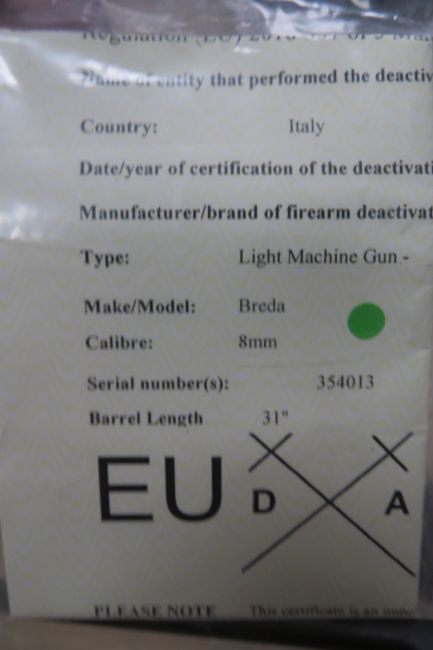 Name of entity that performed the deactiv
Country: Italy
Date/year of certification of the deactivati
Manufacturer/brand of firearm deactivat
Type: Light Machine Gun -
Make/Model: Breda
Calibre: 8mm
Serial number(s): 354013
Barrel Length 31"
EU D A
PLEASE NOTE This certificate is an